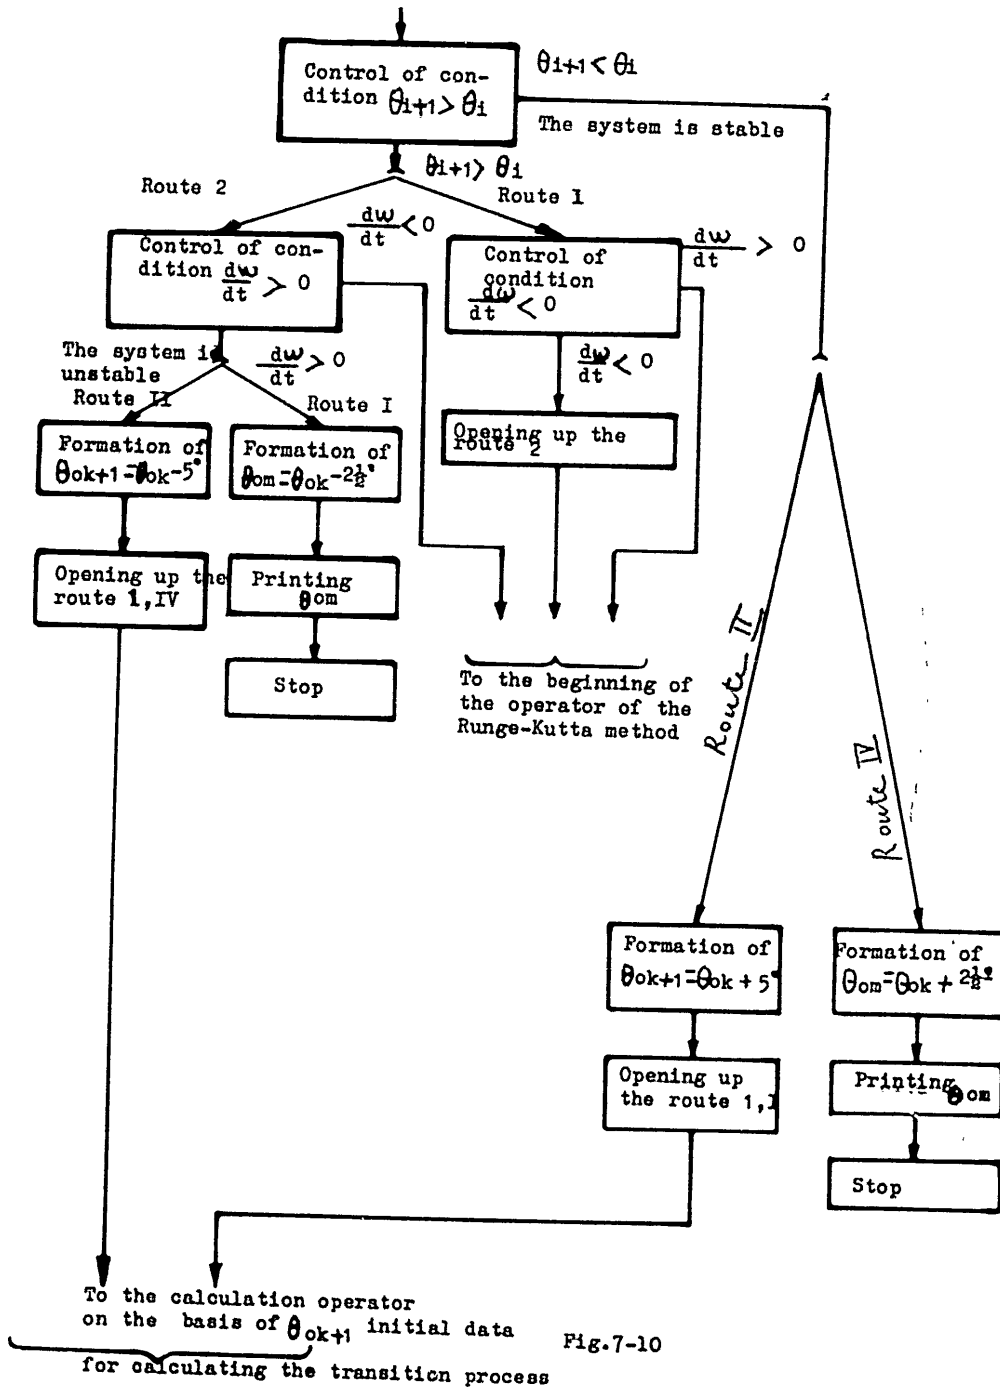 Control of con-
dition θi+1 > θi
θi+1 < θi
The system is stable
θi+1 > θi
Route 2
Route 1
Control of con-
dition dω/dt > 0
dω/dt < 0
Control of
condition
dω/dt < 0
dω/dt > 0
The system is
unstable
dω/dt > 0
dω/dt < 0
Route II
Route I
Opening up the
route 2
Formation of
θok+1=θok-5°
Formation of
θom=θok-2½°
Opening up the
route 1,IV
Printing
θom
Stop
To the beginning of
the operator of the
Runge-Kutta method
Route II
Route IV
Formation of
θok+1=θok+5°
Formation of
θom=θok+2½°
Opening up
the route 1,I
Printing θom
Stop
To the calculation operator
on the basis of θok+1 initial data
for calculating the transition process
Fig.7-10